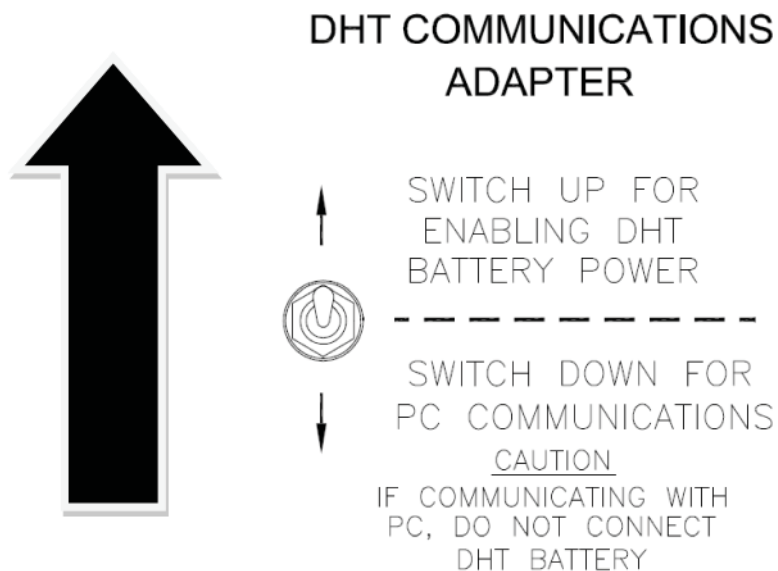 DHT COMMUNICATIONS
ADAPTER
SWITCH UP FOR
ENABLING DHT
BATTERY POWER
SWITCH DOWN FOR
PC COMMUNICATIONS
CAUTION
IF COMMUNICATING WITH
PC, DO NOT CONNECT
DHT BATTERY